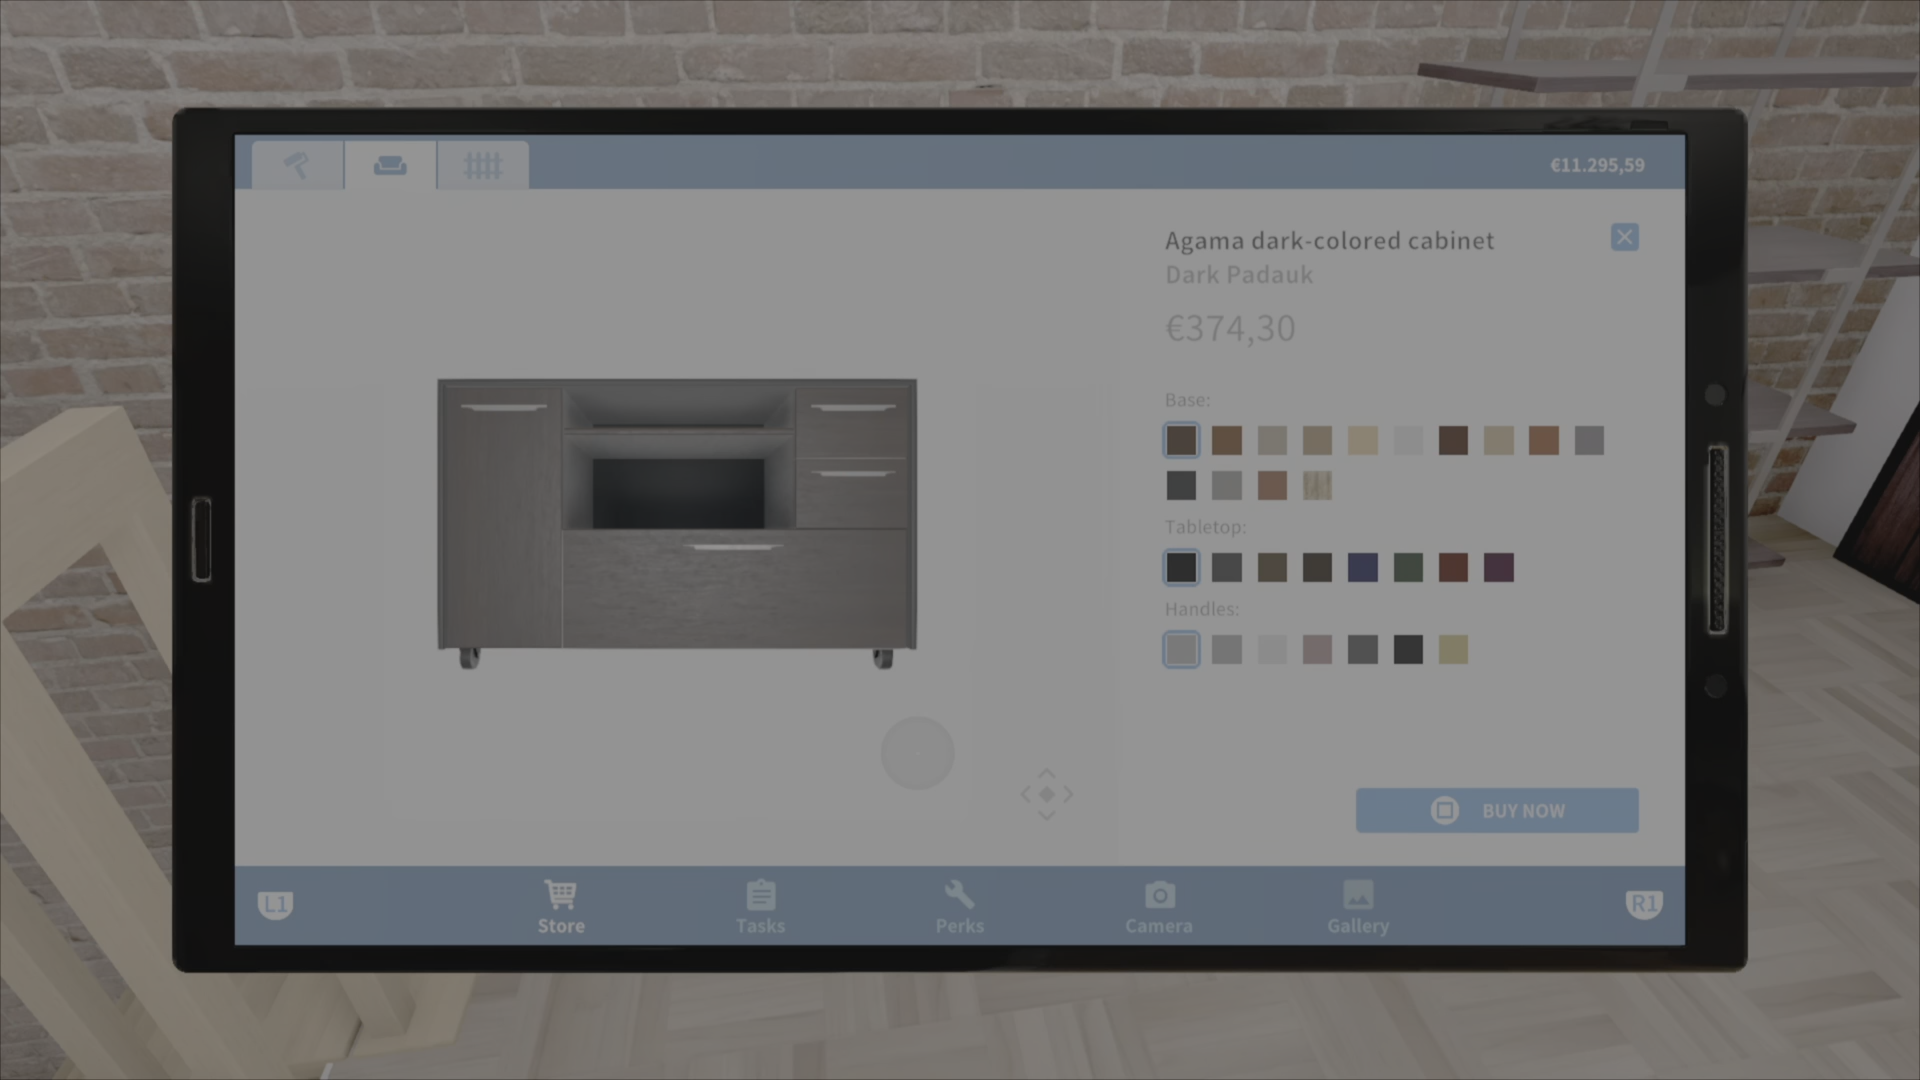 €11.295,59
Agama dark-colored cabinet
Dark Padauk
€374,30
Base:
Tabletop:
Handles:
BUY NOW
L1
Store
Tasks
Perks
Camera
Gallery
R1